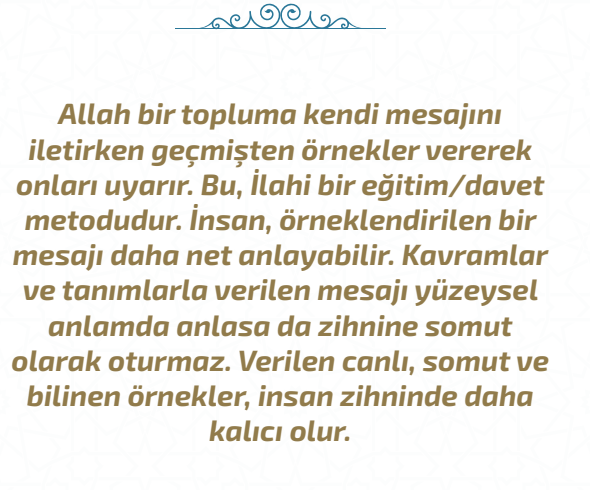 Allah bir topluma kendi mesajını
iletirken geçmişten örnekler vererek
onları uyarır. Bu, İlahi bir eğitim/davet
metodudur. İnsan, örneklendirilen bir
mesajı daha net anlayabilir. Kavramlar
ve tanımlarla verilen mesajı yüzeysel
anlamda anlasa da zihnine somut
olarak oturmaz. Verilen canlı, somut ve
bilinen örnekler, insan zihninde daha
kalıcı olur.